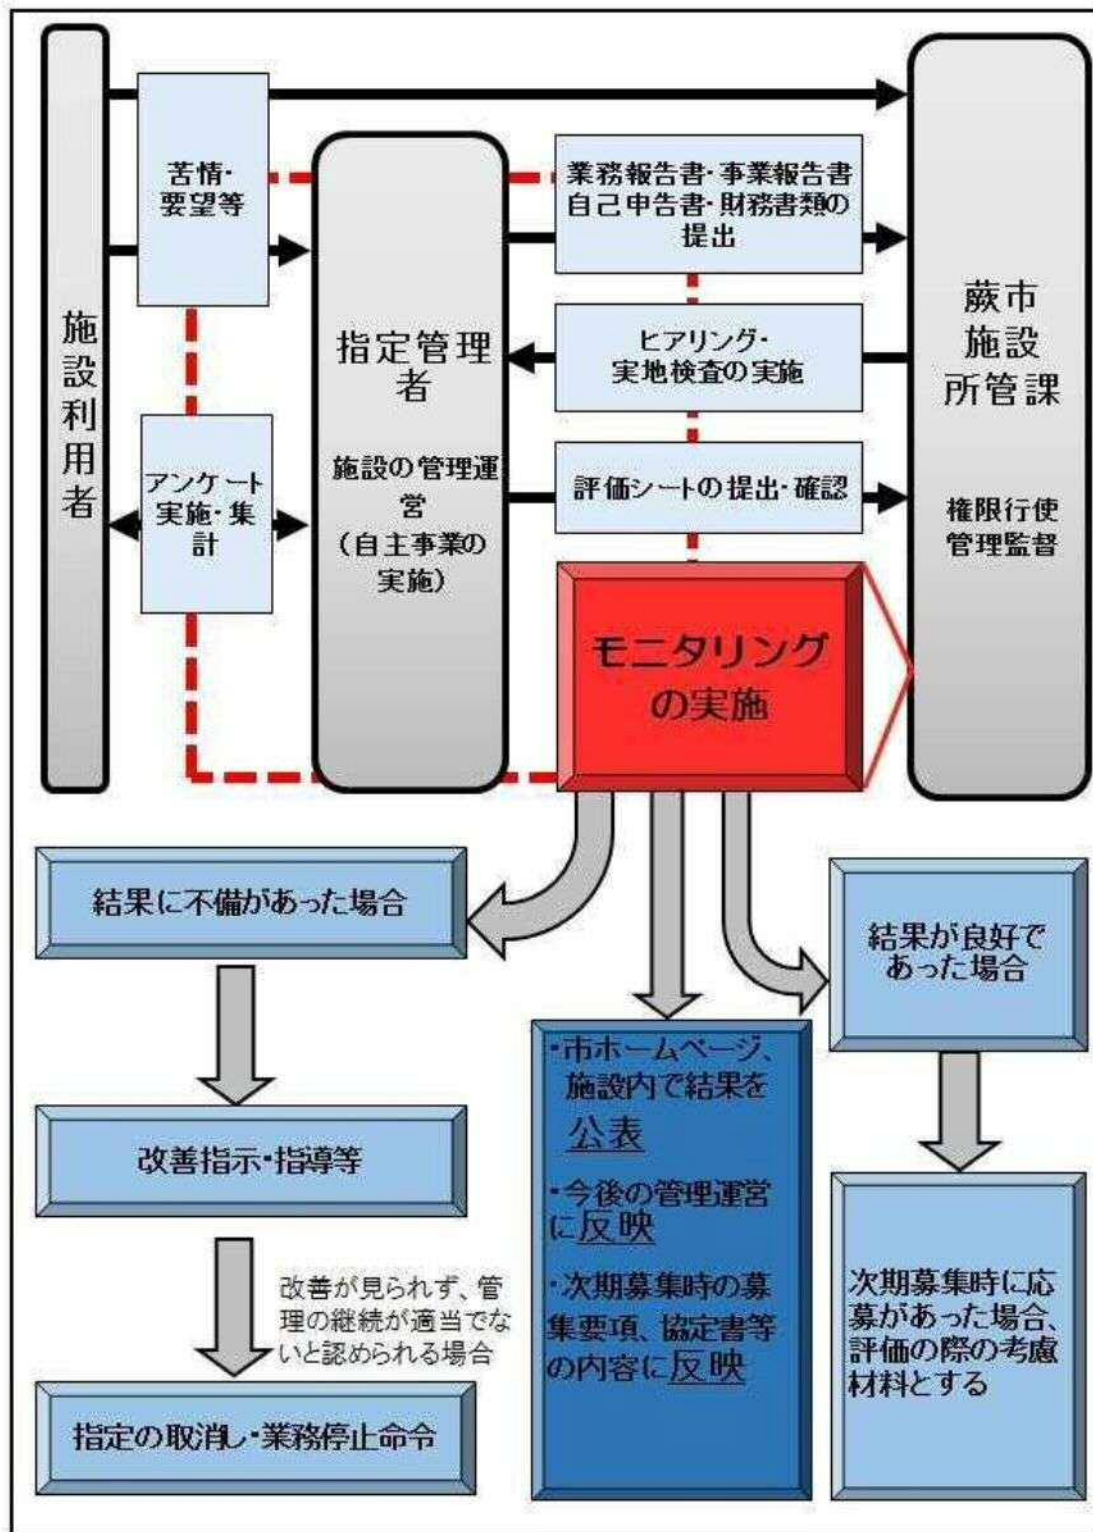 施設利用者
苦情・
要望等
アンケート
実施・集
計
指定管理
者
施設の管理運
営
（自主事業の
実施）
業務報告書・事業報告書
自己申告書・財務書類の
提出
ヒアリング・
実地検査の実施
評価シートの提出・確認
モニタリング
の実施
蕨市
施設
所管課
権限行使
管理監督
結果に不備があった場合
改善指示・指導等
改善が見られず、管
理の継続が適当でな
いと認められる場合
指定の取消し・業務停止命令
・市ホームページ、
施設内で結果を
公表
・今後の管理運営
に反映
・次期募集時の募
集要項、協定書等
の内容に反映
結果が良好で
あった場合
次期募集時に応
募があった場合、
評価の際の考慮
材料とする